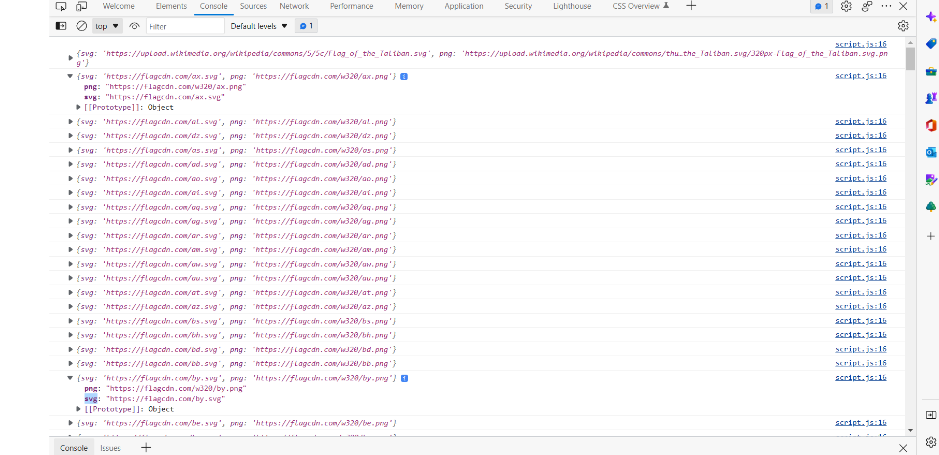 Welcome Elements Console Sources Network Performance Memory Application Security Lighthouse CSS Overview 1
top Filter Default levels 1
script.js:16
{svg: 'https://upload.wikimedia.org/wikipedia/commons/5/5c/Flag_of_the_Taliban.svg', png: 'https://upload.wikimedia.org/wikipedia/commons/thu…the_Taliban.svg/320px-Flag_of_the_Taliban.svg.pn
g'}
{svg: 'https://flagcdn.com/ax.svg', png: 'https://flagcdn.com/w320/ax.png'} i script.js:16
png: "https://flagcdn.com/w320/ax.png"
svg: "https://flagcdn.com/ax.svg"
[[Prototype]]: Object
{svg: 'https://flagcdn.com/al.svg', png: 'https://flagcdn.com/w320/al.png'} script.js:16
{svg: 'https://flagcdn.com/dz.svg', png: 'https://flagcdn.com/w320/dz.png'} script.js:16
{svg: 'https://flagcdn.com/as.svg', png: 'https://flagcdn.com/w320/as.png'} script.js:16
{svg: 'https://flagcdn.com/ad.svg', png: 'https://flagcdn.com/w320/ad.png'} script.js:16
{svg: 'https://flagcdn.com/ao.svg', png: 'https://flagcdn.com/w320/ao.png'} script.js:16
{svg: 'https://flagcdn.com/ai.svg', png: 'https://flagcdn.com/w320/ai.png'} script.js:16
{svg: 'https://flagcdn.com/aq.svg', png: 'https://flagcdn.com/w320/aq.png'} script.js:16
{svg: 'https://flagcdn.com/ag.svg', png: 'https://flagcdn.com/w320/ag.png'} script.js:16
{svg: 'https://flagcdn.com/ar.svg', png: 'https://flagcdn.com/w320/ar.png'} script.js:16
{svg: 'https://flagcdn.com/am.svg', png: 'https://flagcdn.com/w320/am.png'} script.js:16
{svg: 'https://flagcdn.com/aw.svg', png: 'https://flagcdn.com/w320/aw.png'} script.js:16
{svg: 'https://flagcdn.com/au.svg', png: 'https://flagcdn.com/w320/au.png'} script.js:16
{svg: 'https://flagcdn.com/at.svg', png: 'https://flagcdn.com/w320/at.png'} script.js:16
{svg: 'https://flagcdn.com/az.svg', png: 'https://flagcdn.com/w320/az.png'} script.js:16
{svg: 'https://flagcdn.com/bs.svg', png: 'https://flagcdn.com/w320/bs.png'} script.js:16
{svg: 'https://flagcdn.com/bh.svg', png: 'https://flagcdn.com/w320/bh.png'} script.js:16
{svg: 'https://flagcdn.com/bd.svg', png: 'https://flagcdn.com/w320/bd.png'} script.js:16
{svg: 'https://flagcdn.com/bb.svg', png: 'https://flagcdn.com/w320/bb.png'} script.js:16
{svg: 'https://flagcdn.com/by.svg', png: 'https://flagcdn.com/w320/by.png'} i script.js:16
png: "https://flagcdn.com/w320/by.png"
svg: "https://flagcdn.com/by.svg"
[[Prototype]]: Object
{svg: 'https://flagcdn.com/be.svg', png: 'https://flagcdn.com/w320/be.png'} script.js:16
Console Issues